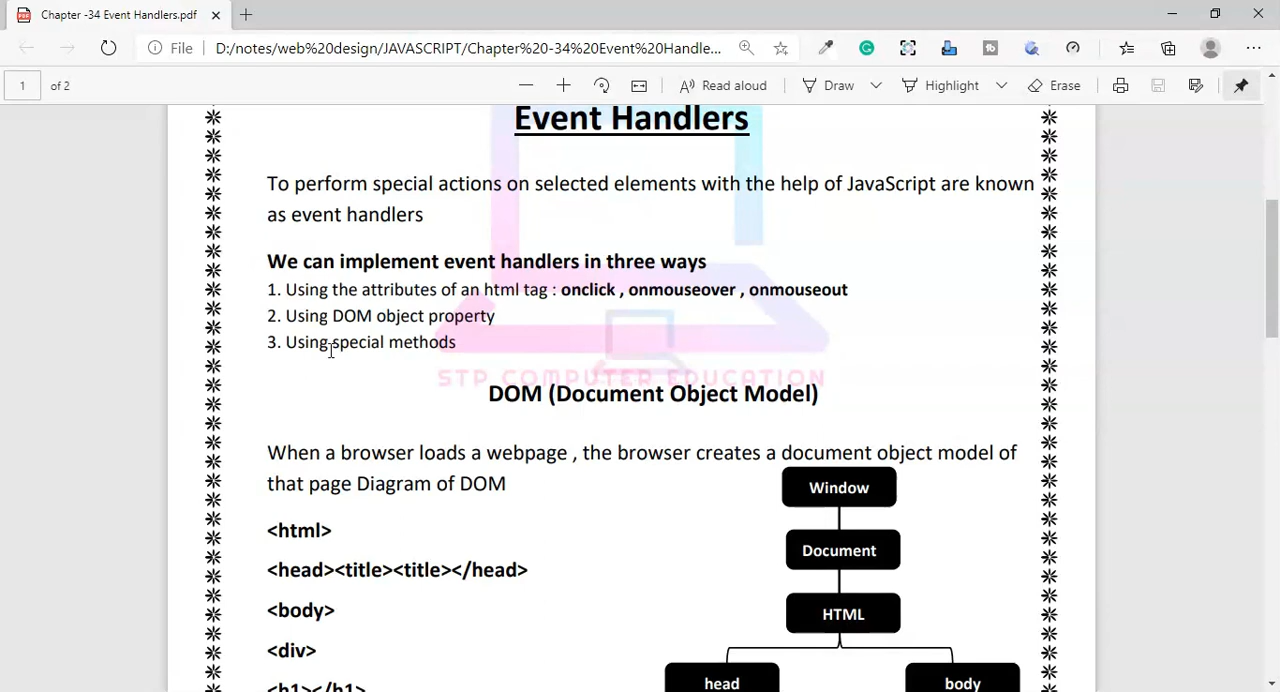 Chapter -34 Event Handlers.pdf
File
D:/notes/web%20design/JAVASCRIPT/Chapter%20-34%20Event%20Handle...
1 of 2
Read aloud
Draw
Highlight
Erase
Event Handlers
To perform special actions on selected elements with the help of JavaScript are known
as event handlers
We can implement event handlers in three ways
1. Using the attributes of an html tag : onclick , onmouseover , onmouseout
2. Using DOM object property
3. Using special methods
STP COMPUTER EDUCATION
DOM (Document Object Model)
When a browser loads a webpage , the browser creates a document object model of
that page Diagram of DOM
Window
<html>
Document
<head><title><title></head>
<body>
HTML
<div>
head
body
<h1></h1>